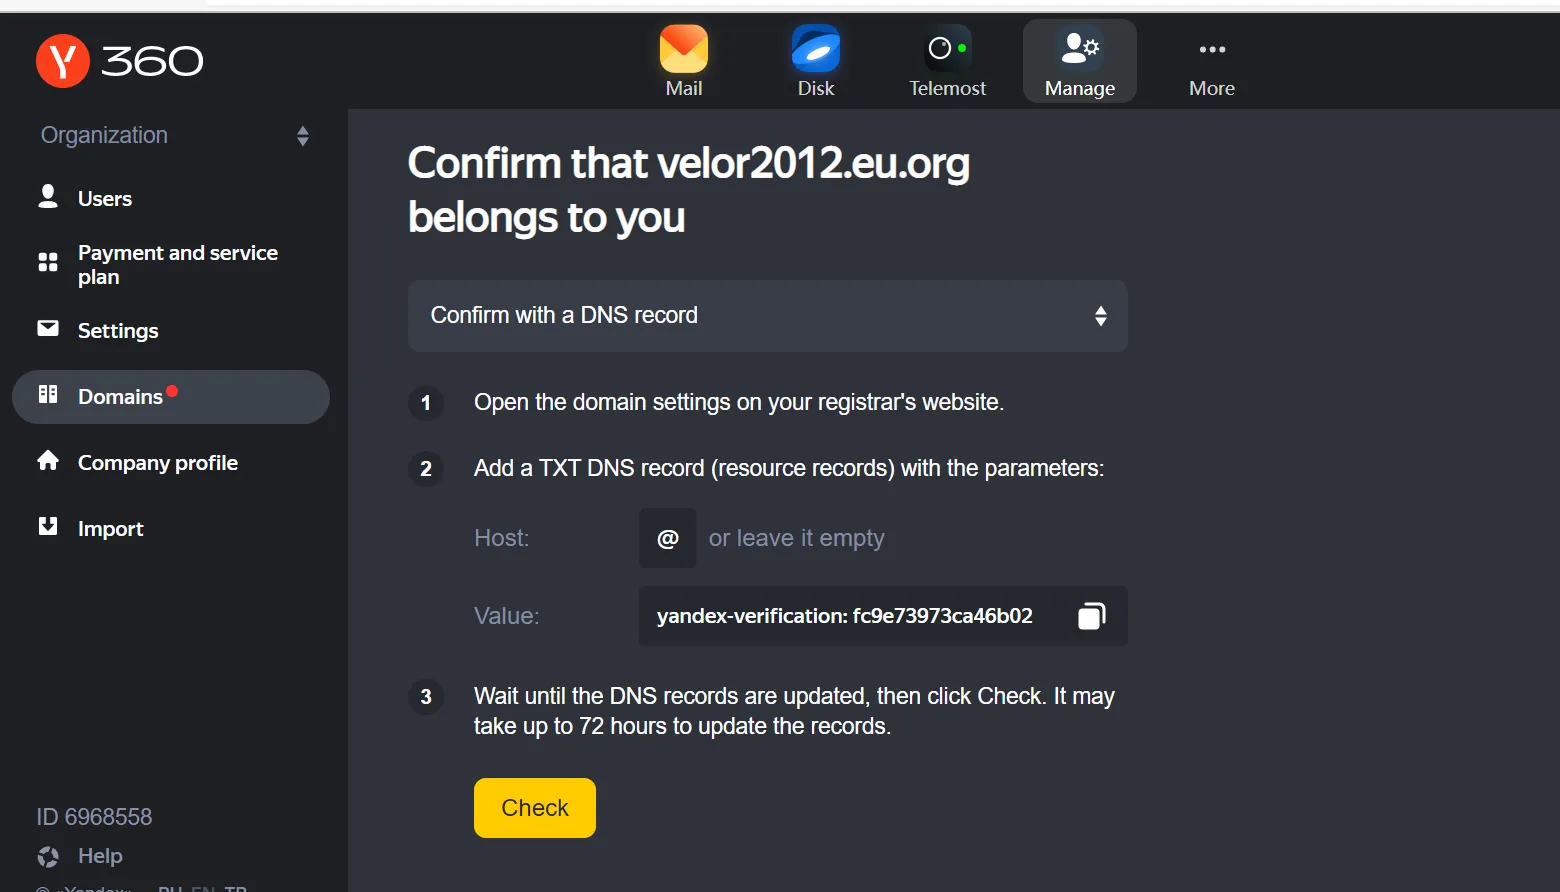 360
Mail
Disk
Telemost
Manage
More
Organization
Users
Payment and service
plan
Settings
Domains
Company profile
Import
ID 6968558
Help
Confirm that velor2012.eu.org
belongs to you
Confirm with a DNS record
1 Open the domain settings on your registrar's website.
2 Add a TXT DNS record (resource records) with the parameters:
Host: @ or leave it empty
Value: yandex-verification: fc9e73973ca46b02
3 Wait until the DNS records are updated, then click Check. It may
take up to 72 hours to update the records.
Check